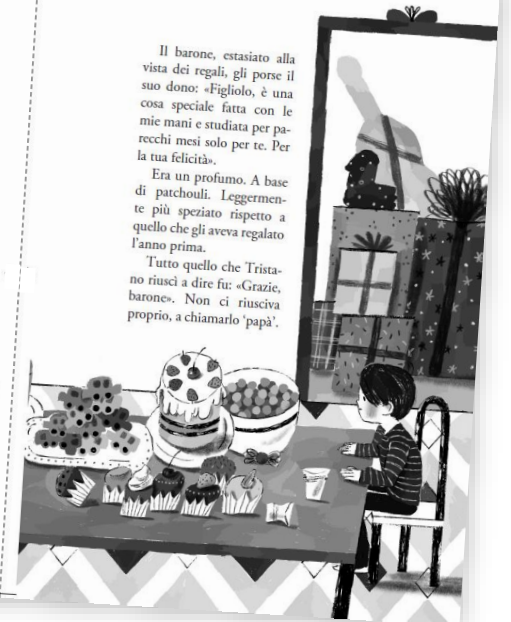 Il barone, estasiato alla
vista dei regali, gli porse il
suo dono: «Figliolo, è una
cosa speciale fatta con le
mie mani e studiata per pa-
recchi mesi solo per te. Per
la tua felicità».
Era un profumo. A base
di patchouli. Leggermen-
te più speziato rispetto a
quello che gli aveva regalato
l'anno prima.
Tutto quello che Trista-
no riuscì a dire fu: «Grazie,
barone». Non ci riusciva
proprio, a chiamarlo ‘papà’.